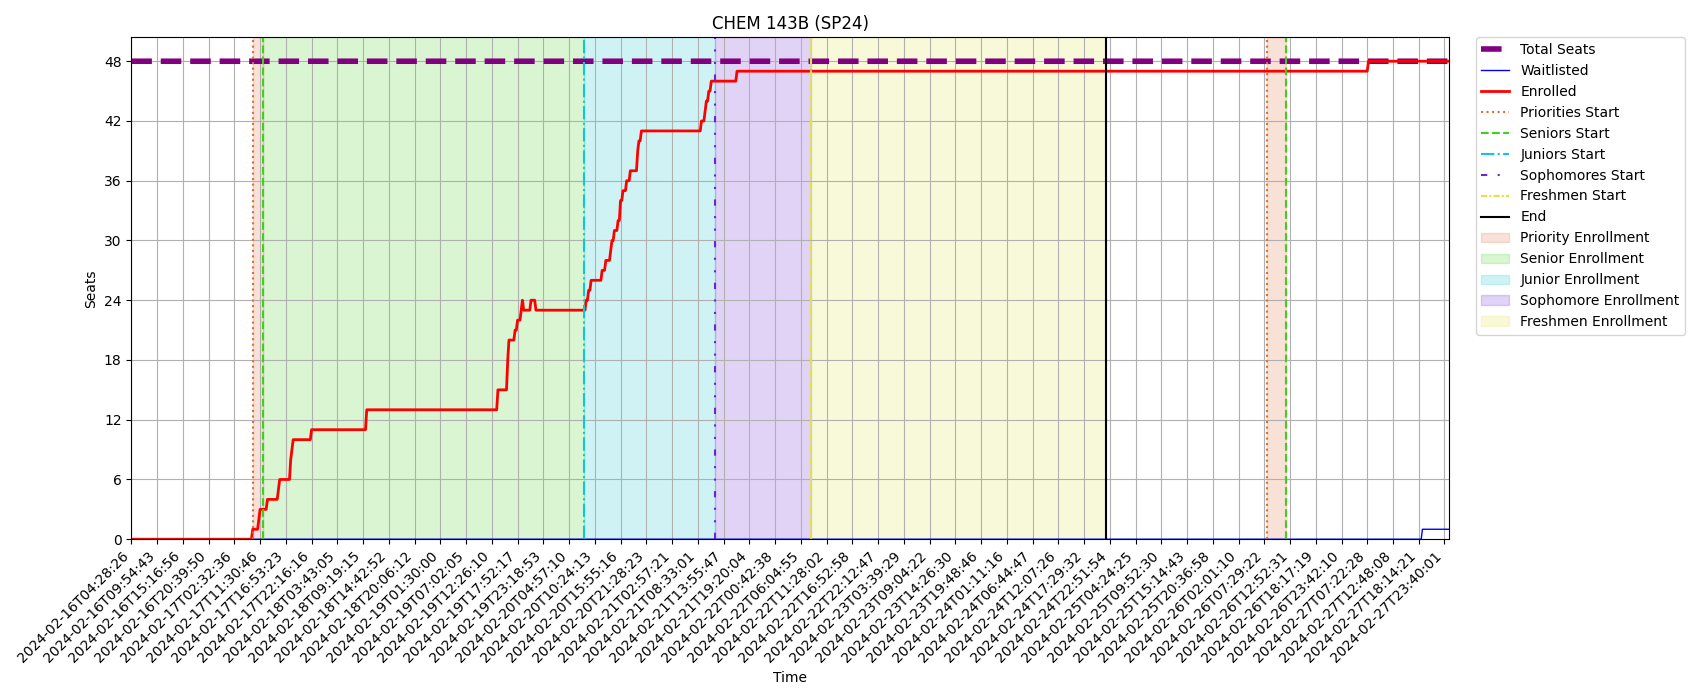 CHEM 143B (SP24)
Seats
48
42
36
30
24
18
12
6
0
2024-02-16T04:28:26
2024-02-16T09:54:43
2024-02-16T15:16:56
2024-02-16T20:39:50
2024-02-17T02:32:36
2024-02-17T11:30:46
2024-02-17T16:53:23
2024-02-17T22:16:16
2024-02-18T03:43:05
2024-02-18T09:19:15
2024-02-18T14:42:52
2024-02-18T20:06:12
2024-02-19T01:30:00
2024-02-19T07:02:05
2024-02-19T12:26:10
2024-02-19T17:52:17
2024-02-19T23:18:53
2024-02-20T04:57:10
2024-02-20T10:24:13
2024-02-20T15:55:16
2024-02-20T21:28:23
2024-02-21T02:57:21
2024-02-21T08:33:01
2024-02-21T13:55:47
2024-02-21T19:20:04
2024-02-22T00:42:38
2024-02-22T06:04:55
2024-02-22T11:28:02
2024-02-22T16:52:58
2024-02-22T22:12:47
2024-02-23T03:39:29
2024-02-23T09:04:22
2024-02-23T14:26:30
2024-02-23T19:48:46
2024-02-24T01:11:16
2024-02-24T06:44:47
2024-02-24T12:07:26
2024-02-24T17:29:32
2024-02-24T22:51:54
2024-02-25T04:24:25
2024-02-25T09:52:30
2024-02-25T15:14:43
2024-02-25T20:36:58
2024-02-26T02:01:10
2024-02-26T07:29:22
2024-02-26T12:52:31
2024-02-26T18:17:19
2024-02-26T23:42:10
2024-02-27T07:22:28
2024-02-27T12:48:08
2024-02-27T18:14:21
2024-02-27T23:40:01
Time
Total Seats
Waitlisted
Enrolled
Priorities Start
Seniors Start
Juniors Start
Sophomores Start
Freshmen Start
End
Priority Enrollment
Senior Enrollment
Junior Enrollment
Sophomore Enrollment
Freshmen Enrollment